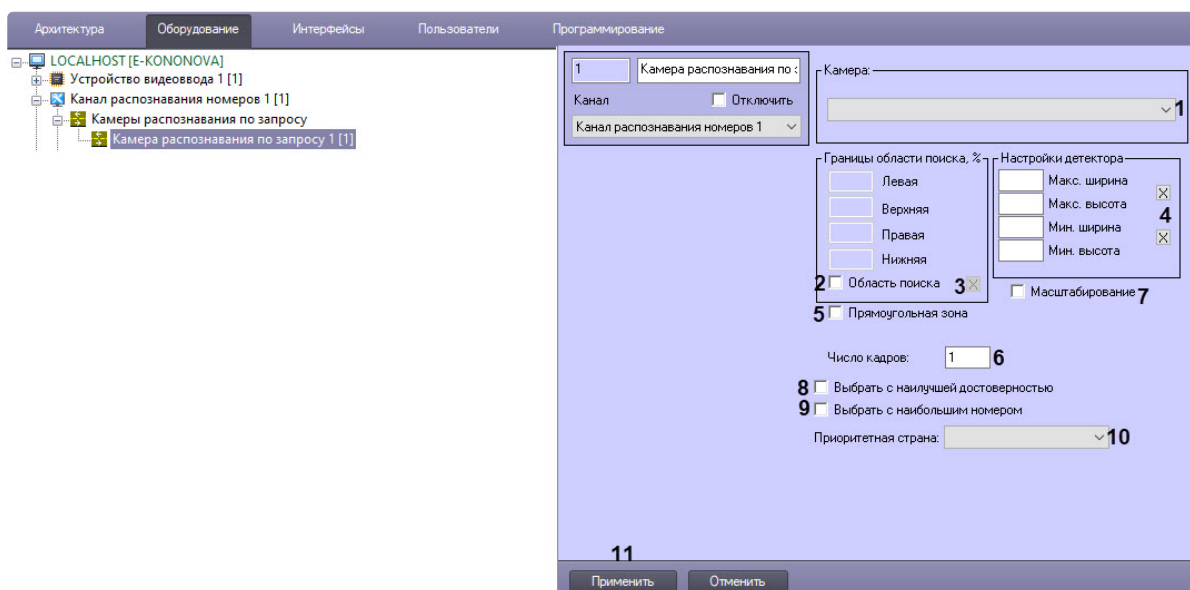 Архитектура Оборудование Интерфейсы Пользователи Программирование
LOCALHOST [E-KONONOVA]
Устройство видеоввода 1 [1]
Канал распознавания номеров 1 [1]
Камеры распознавания по запросу
Камера распознавания по запросу 1 [1]
1 Камера распознавания по :
Канал Отключить
Канал распознавания номеров 1
Камера:
1
Границы области поиска, %
Левая
Верхняя
Правая
Нижняя
2 Область поиска 3
Настройки детектора
Макс. ширина
Макс. высота
4
Мин. ширина
Мин. высота
Масштабирование 7
5 Прямоугольная зона
Число кадров: 1 6
8 Выбрать с наилучшей достоверностью
9 Выбрать с наибольшим номером
Приоритетная страна: 10
11
Применить Отменить